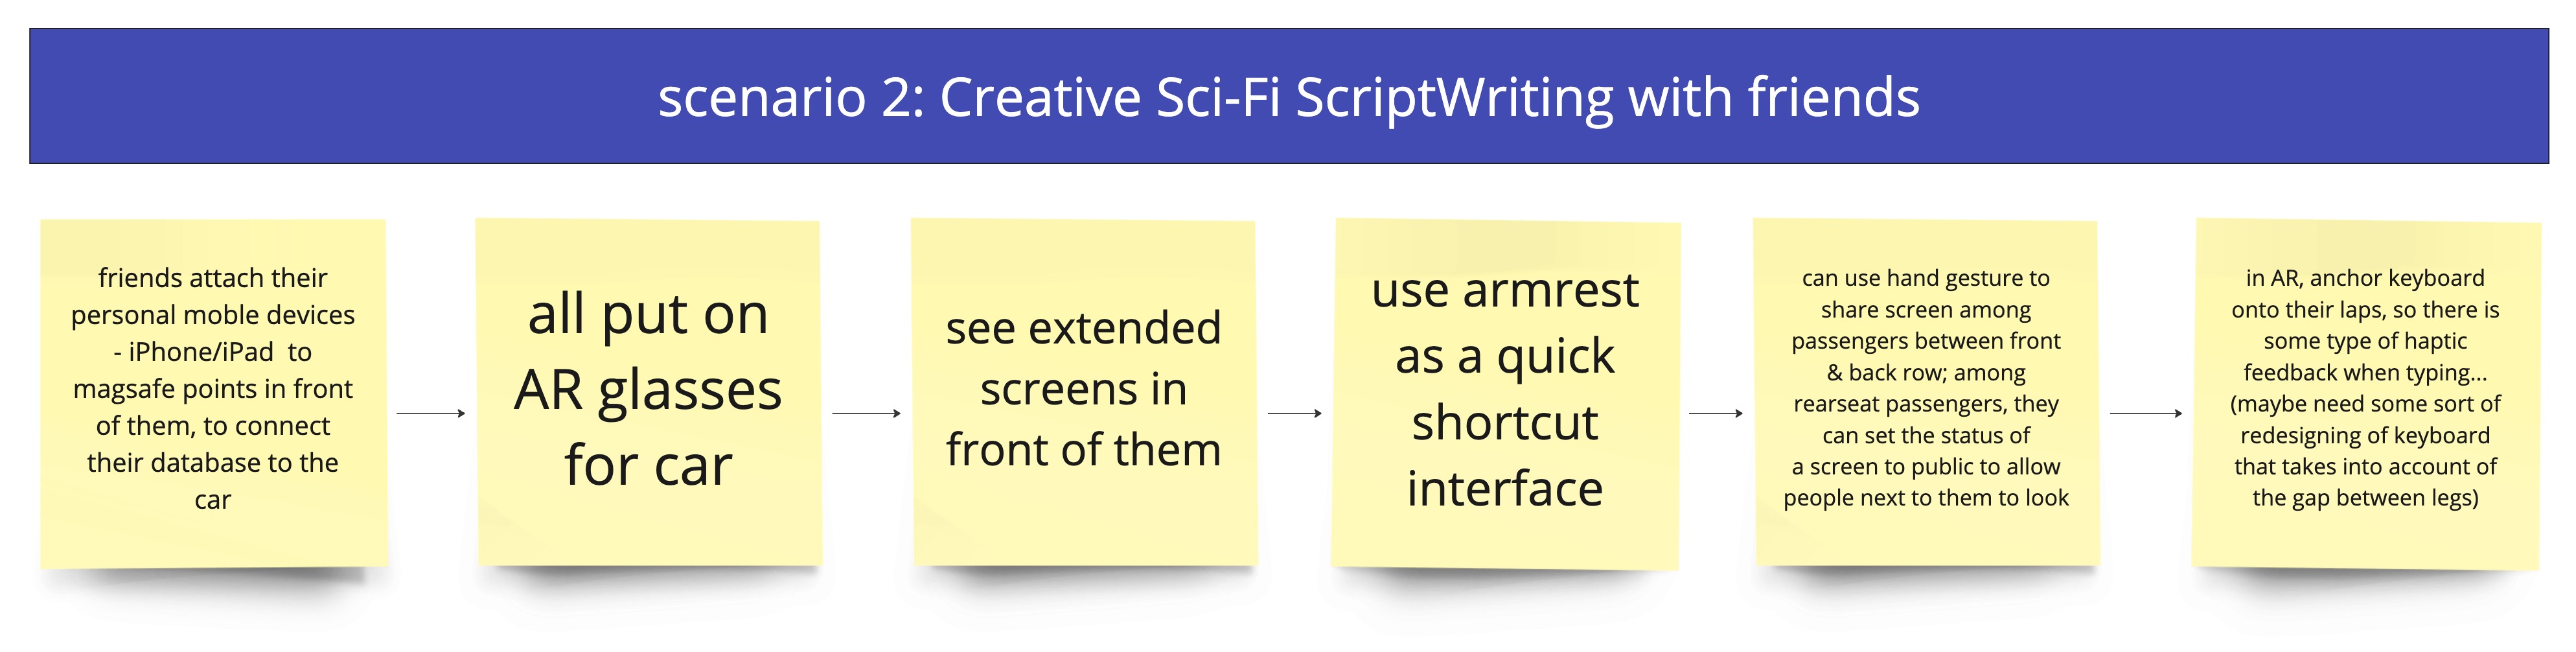 scenario 2: Creative Sci-Fi ScriptWriting with friends
friends attach their
personal moble devices
- iPhone/iPad  to
magsafe points in front
of them, to connect
their database to the
car
all put on
AR glasses
for car
see extended
screens in
front of them
use armrest
as a quick
shortcut
interface
can use hand gesture to
share screen among
passengers between front
& back row; among
rearseat passengers, they
can set the status of
a screen to public to allow
people next to them to look
in AR, anchor keyboard
onto their laps, so there is
some type of haptic
feedback when typing...
(maybe need some sort of
redesigning of keyboard
that takes into account of
the gap between legs)